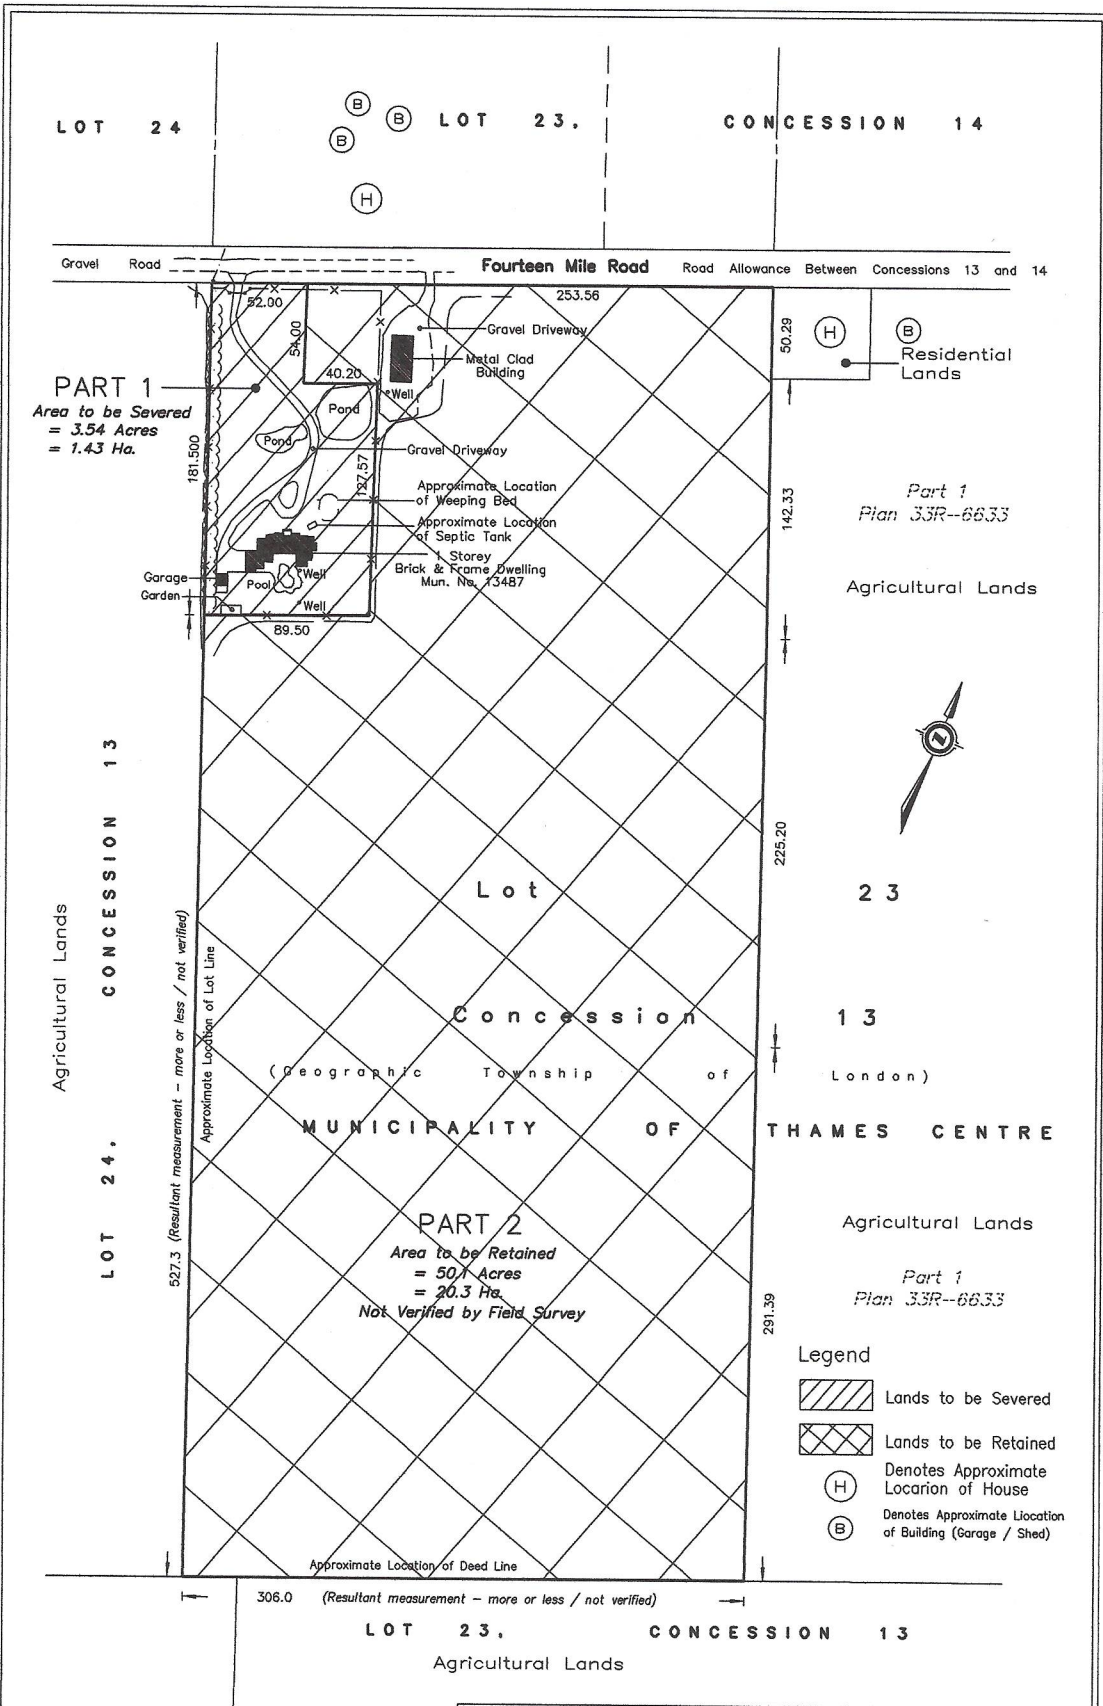 LOT 24
B
B
B
H
LOT 23,
CONCESSION 14
Gravel Road
Fourteen Mile Road
Road Allowance Between Concessions 13 and 14
52.00
253.56
54.00
40.20
Gravel Driveway
Metal Clad
Building
Well
50.29
H
B
Residential
Lands
PART 1
Area to be Severed
= 3.54 Acres
= 1.43 Ha.
181.500
Pond
Pond
Gravel Driveway
127.57
Approximate Location
of Weeping Bed
Approximate Location
of Septic Tank
1 Storey
Brick & Frame Dwelling
Mun. No. 13487
Garage
Garden
Pool
Well
Well
89.50
142.33
Part 1
Plan 33R--6633
Agricultural Lands
225.20
Agricultural Lands
LOT 24, CONCESSION 13
527.3 (Resultant measurement – more or less / not verified)
Approximate Location of Lot Line
Lot 23
Concession 13
(Geographic Township of London)
MUNICIPALITY OF THAMES CENTRE
PART 2
Area to be Retained
= 50.1 Acres
= 20.3 Ha.
Not Verified by Field Survey
291.39
Agricultural Lands
Part 1
Plan 33R--6633
Legend
Lands to be Severed
Lands to be Retained
H
Denotes Approximate
Locarion of House
B
Denotes Approximate Liocation
of Building (Garage / Shed)
Approximate Location of Deed Line
306.0 (Resultant measurement – more or less / not verified)
LOT 23, CONCESSION 13
Agricultural Lands